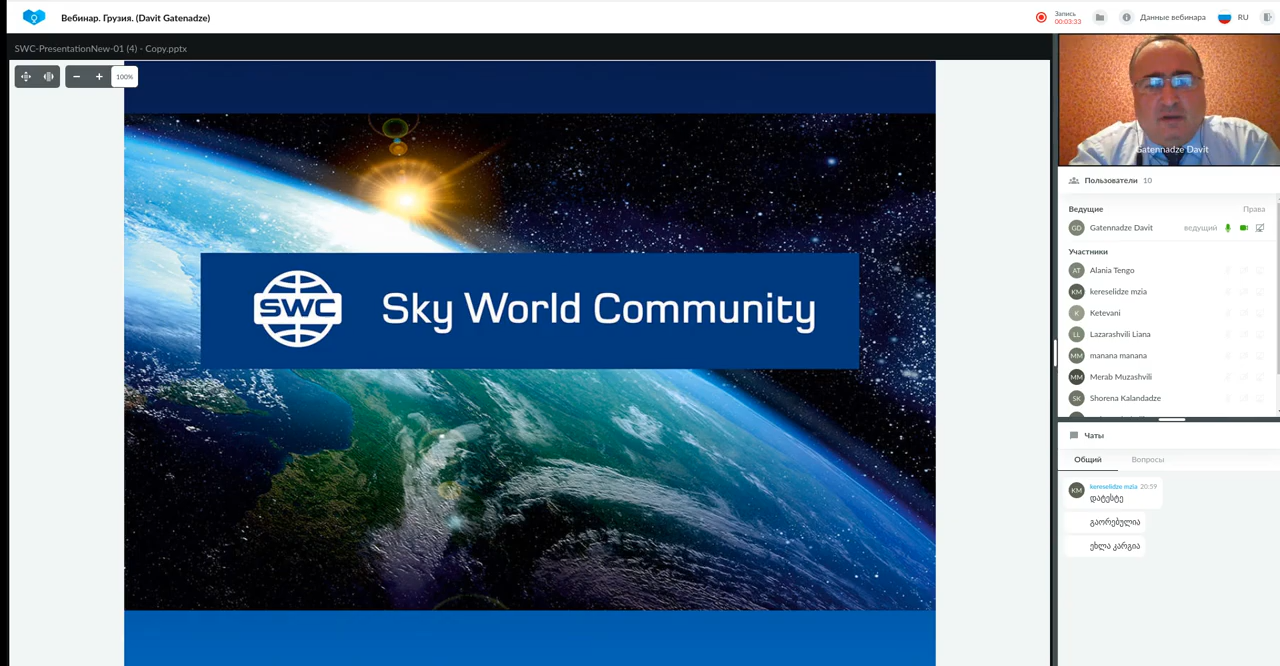 Вебинар. Грузия. (Davit Gatenadze)
Запись
00:03:33
Данные вебинара
RU
SWC-PresentationNew-01 (4) - Copy.pptx
100%
SWC Sky World Community
Gatennadze Davit
Пользователи 10
Ведущие Права
GD Gatennadze Davit ведущий
Участники
AT Alania Tengo
KM kereselidze mzia
K Ketevani
LL Lazarashvili Liana
MM manana manana
MM Merab Muzashvili
SK Shorena Kalandadze
Чаты
Общий Вопросы
KM kereselidze mzia 20:59
დატესტე
გაორებულია
ეხლა კარგია